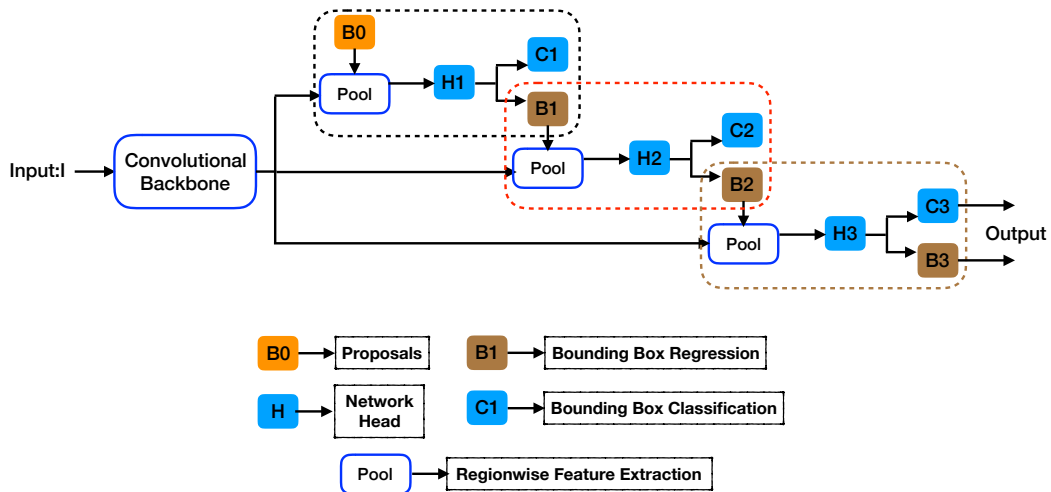 B0
C1
Pool
H1
B1
C2
Input:I
Convolutional
Backbone
Pool
H2
B2
C3
Pool
H3
Output
B3
B0
Proposals
B1
Bounding Box Regression
H
Network
Head
C1
Bounding Box Classification
Pool
Regionwise Feature Extraction